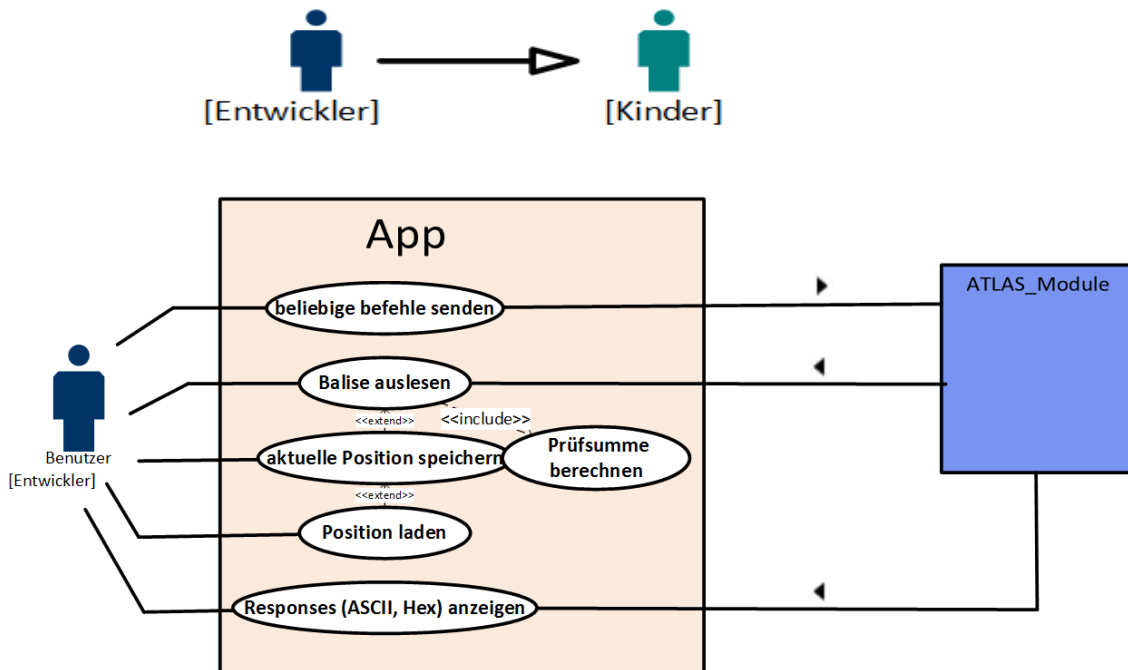 [Entwickler]
[Kinder]
App
beliebige befehle senden
ATLAS_Module
Balise auslesen
<<extend>>
<<include>>
aktuelle Position speichern
Prüfsumme
berechnen
Benutzer
[Entwickler]
<<extend>>
Position laden
Responses (ASCII, Hex) anzeigen